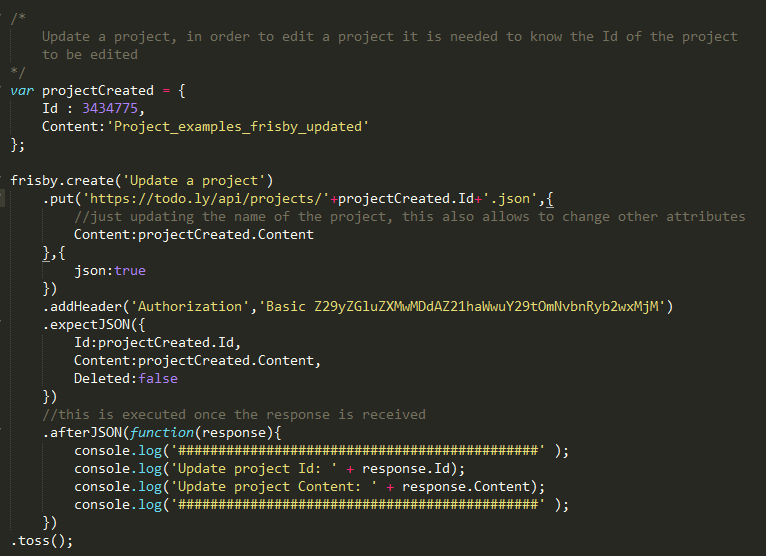 /*
    Update a project, in order to edit a project it is needed to know the Id of the project
    to be edited
*/
var projectCreated = {
    Id : 3434775,
    Content:'Project_examples_frisby_updated'
};

frisby.create('Update a project')
    .put('https://todo.ly/api/projects/'+projectCreated.Id+'.json',{
        //just updating the name of the project, this also allows to change other attributes
        Content:projectCreated.Content
    },{
        json:true
    })
    .addHeader('Authorization','Basic Z29yZGluZXMwMDdAZ21haWwuY29tOmNvbnRyb2wxMjM')
    .expectJSON({
        Id:projectCreated.Id,
        Content:projectCreated.Content,
        Deleted:false
    })
    //this is executed once the response is received
    .afterJSON(function(response){
        console.log('#############################################' );
        console.log('Update project Id: ' + response.Id);
        console.log('Update project Content: ' + response.Content);
        console.log('#############################################' );
    })
.toss();